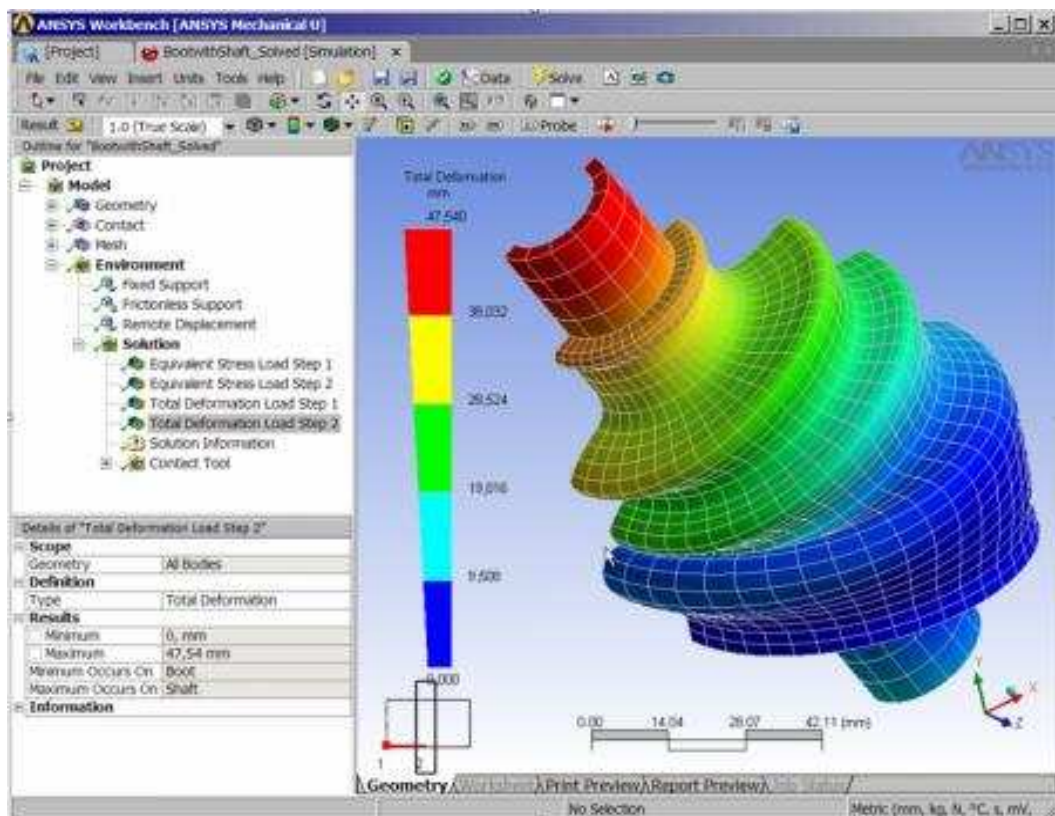 ANSYS Workbench [ANSYS Mechanical U]
[Project] BootwithShaft_Solved [Simulation] ×
File Edit View Insert Units Tools Help Data Solve
Result 1.0 (True Scale) Probe
Outline for "BootwithShaft_Solved"
Project
Model
Geometry
Contact
Mesh
Environment
Fixed Support
Frictionless Support
Remote Displacement
Solution
Equivalent Stress Load Step 1
Equivalent Stress Load Step 2
Total Deformation Load Step 1
Total Deformation Load Step 2
Solution Information
Contact Tool
Details of "Total Deformation Load Step 2"
Scope
Geometry All Bodies
Definition
Type Total Deformation
Results
Minimum 0, mm
Maximum 47,54 mm
Minimum Occurs On Boot
Maximum Occurs On Shaft
Information
ANSYS
Total Deformation
mm
47,540
38,032
28,524
19,016
9,508
0,000
1 2
0.00 14.04 28.07 42.11 (mm)
Y
X
Z
Geometry Worksheet Print Preview Report Preview Job Status
No Selection Metric (mm, kg, N, °C, s, mV,